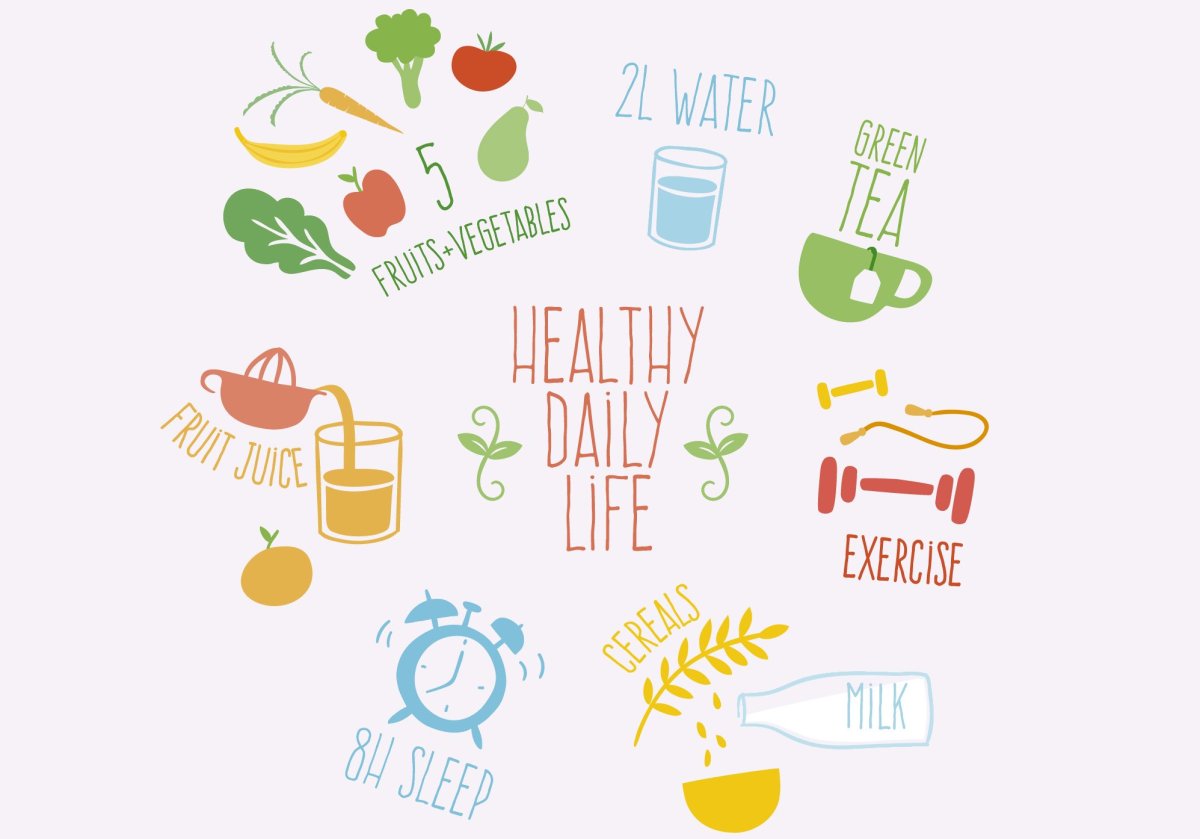 5
FRUiTS+VEGETABLES
2L WATER
GREEN
TEA
HEALTHY
DAiLY
LiFE
FRUiT JUiCE
EXERCiSE
CEREALS
MiLK
8H SLEEP